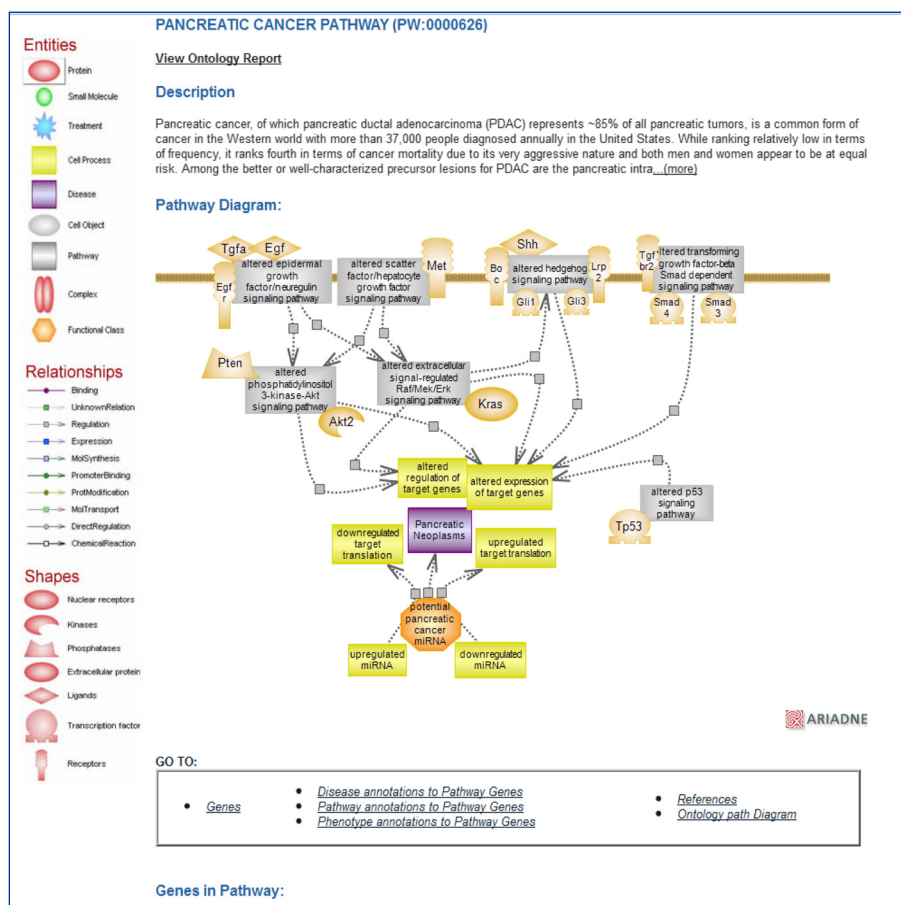 PANCREATIC CANCER PATHWAY (PW:0000626)
View Ontology Report
Description
Pancreatic cancer, of which pancreatic ductal adenocarcinoma (PDAC) represents ~85% of all pancreatic tumors, is a common form of
cancer in the Western world with more than 37,000 people diagnosed annually in the United States. While ranking relatively low in terms
of frequency, it ranks fourth in terms of cancer mortality due to its very aggressive nature and both men and women appear to be at equal
risk. Among the better or well-characterized precursor lesions for PDAC are the pancreatic intra...(more)
Pathway Diagram:
Entities
Protein
Small Molecule
Treatment
Cell Process
Disease
Cell Object
Pathway
Complex
Functional Class
Relationships
Binding
UnknownRelation
Regulation
Expression
MolSynthesis
PromoterBinding
ProtModification
MolTransport
DirectRegulation
ChemicalReaction
Shapes
Nuclear receptors
Kinases
Phosphatases
Extracellular protein
Ligands
Transcription factor
Receptors
Tgfa
Egf
Egf
r
altered epidermal
growth
factor/neuregulin
signaling pathway
altered scatter
factor/hepatocyte
growth factor
signaling pathway
Met
Shh
Bo
c
altered hedgehog
signaling pathway
Lrp
2
Gli1
Gli3
Tgf
br2
altered transforming
growth factor-beta
Smad dependent
signaling pathway
Smad
4
Smad
3
Pten
altered
phosphatidylinositol
3-kinase-Akt
signaling pathway
Akt2
altered extracellular
signal-regulated
Raf/Mek/Erk
signaling pathway
Kras
altered
regulation of
target genes
altered expression
of target genes
altered p53
signaling
pathway
Tp53
downregulated
target
translation
Pancreatic
Neoplasms
upregulated
target translation
potential
pancreatic
cancer
miRNA
upregulated
miRNA
downregulated
miRNA
ARIADNE
GO TO:
Genes
Disease annotations to Pathway Genes
Pathway annotations to Pathway Genes
Phenotype annotations to Pathway Genes
References
Ontology path Diagram
Genes in Pathway: